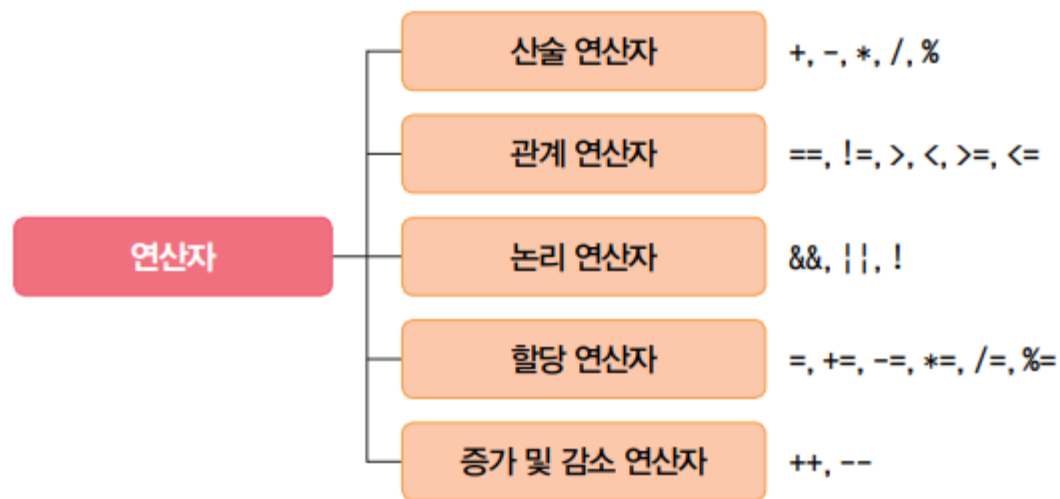 산술 연산자 +, -, *, /, %
관계 연산자 ==, !=, >, <, >=, <=
연산자
논리 연산자 &&, ||, !
할당 연산자 =, +=, -=, *=, /=, %=
증가 및 감소 연산자 ++, --